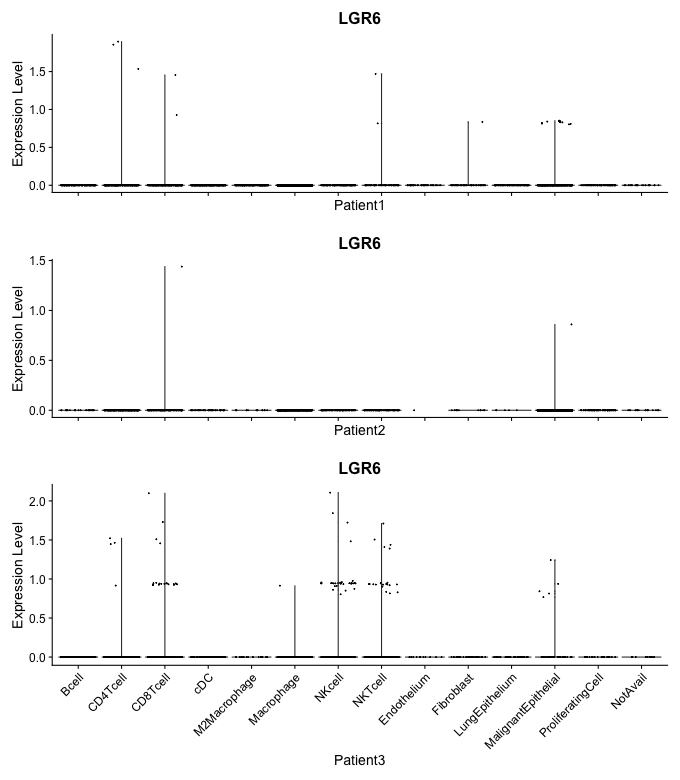 LGR6
Expression Level
1.5
1.0
0.5
0.0
Patient1
LGR6
Expression Level
1.5
1.0
0.5
0.0
Patient2
LGR6
Expression Level
2.0
1.5
1.0
0.5
0.0
Bcell
CD4Tcell
CD8Tcell
cDC
M2Macrophage
Macrophage
NKcell
NKTcell
Endothelium
Fibroblast
LungEpithelium
MalignantEpithelial
ProliferatingCell
NotAvail
Patient3